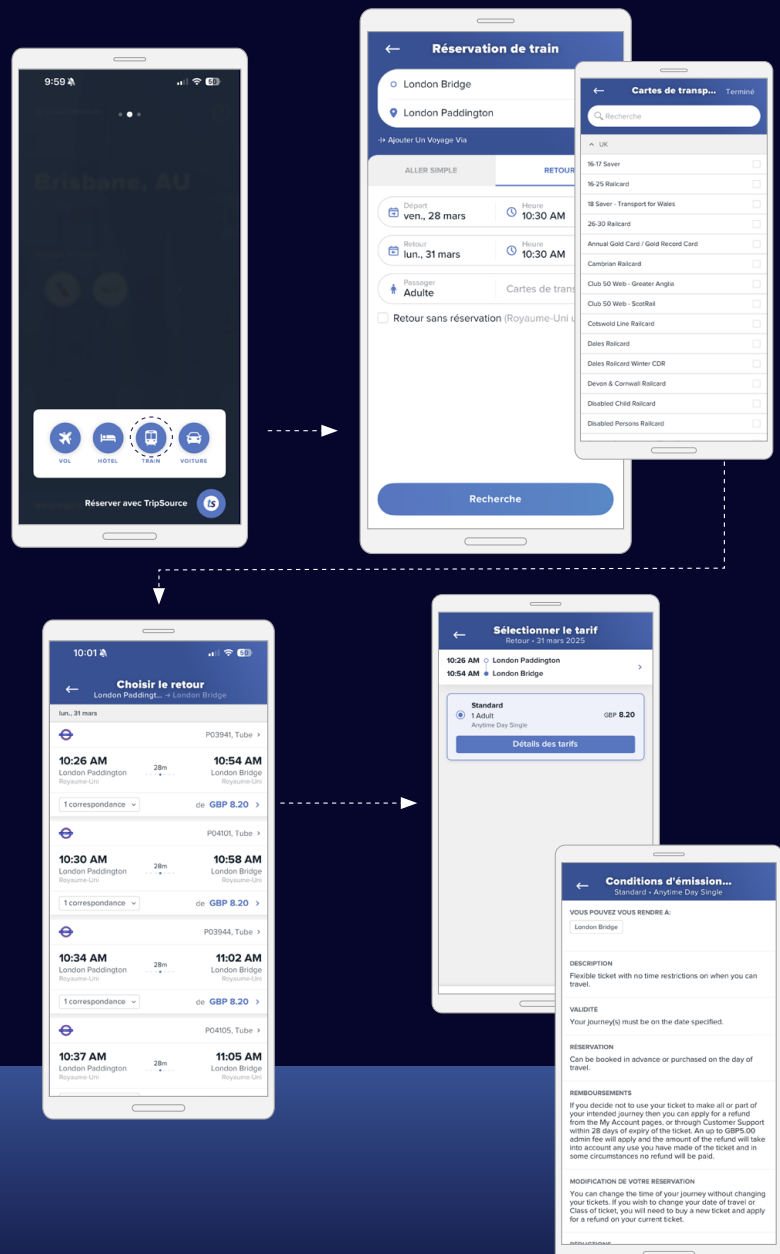 9:59
59
Brisbane, AU
VOL
HÔTEL
TRAIN
VOITURE
Réserver avec TripSource
ts
Réservation de train
London Bridge
London Paddington
Ajouter Un Voyage Via
ALLER SIMPLE
RETOUR
Départ
ven., 28 mars
Heure
10:30 AM
Retour
lun., 31 mars
Heure
10:30 AM
Passager
Adulte
Cartes de trans
Retour sans réservation (Royaume-Uni u
Recherche
Cartes de transp...
Terminé
Recherche
UK
16-17 Saver
16-25 Railcard
18 Saver - Transport for Wales
26-30 Railcard
Annual Gold Card / Gold Record Card
Cambrian Railcard
Club 50 Web - Greater Anglia
Club 50 Web - ScotRail
Cotswold Line Railcard
Dales Railcard
Dales Railcard Winter CDR
Devon & Cornwall Railcard
Disabled Child Railcard
Disabled Persons Railcard
10:01
Choisir le retour
London Paddingt... → London Bridge
lun., 31 mars
P03941, Tube >
10:26 AM 28m 10:54 AM
London Paddington London Bridge
Royaume-Uni Royaume-Uni
1 correspondance de GBP 8.20 >
P04101, Tube >
10:30 AM 28m 10:58 AM
London Paddington London Bridge
Royaume-Uni Royaume-Uni
1 correspondance de GBP 8.20 >
P03944, Tube >
10:34 AM 28m 11:02 AM
London Paddington London Bridge
Royaume-Uni Royaume-Uni
1 correspondance de GBP 8.20 >
P04105, Tube >
10:37 AM 28m 11:05 AM
London Paddington London Bridge
Royaume-Uni Royaume-Uni
Sélectionner le tarif
Retour • 31 mars 2025
10:26 AM London Paddington
10:54 AM London Bridge
Standard
1 Adult GBP 8.20
Anytime Day Single
Détails des tarifs
Conditions d'émission...
Standard • Anytime Day Single
VOUS POUVEZ VOUS RENDRE A:
London Bridge
DESCRIPTION
Flexible ticket with no time restrictions on when you can
travel.
VALIDITE
Your journey(s) must be on the date specified.
RESERVATION
Can be booked in advance or purchased on the day of
travel.
REMBOURSEMENTS
If you decide not to use your ticket to make all or part of
your intended journey then you can apply for a refund
from the My Account pages, or through Customer Support
within 28 days of expiry of the ticket. An up to GBP5.00
admin fee will apply and the amount of the refund will take
into account any use you have made of the ticket and in
some circumstances no refund will be paid.
MODIFICATION DE VOTRE RESERVATION
You can change the time of your journey without changing
your tickets. If you wish to change your date of travel or
Class of ticket, you will need to buy a new ticket and apply
for a refund on your current ticket.